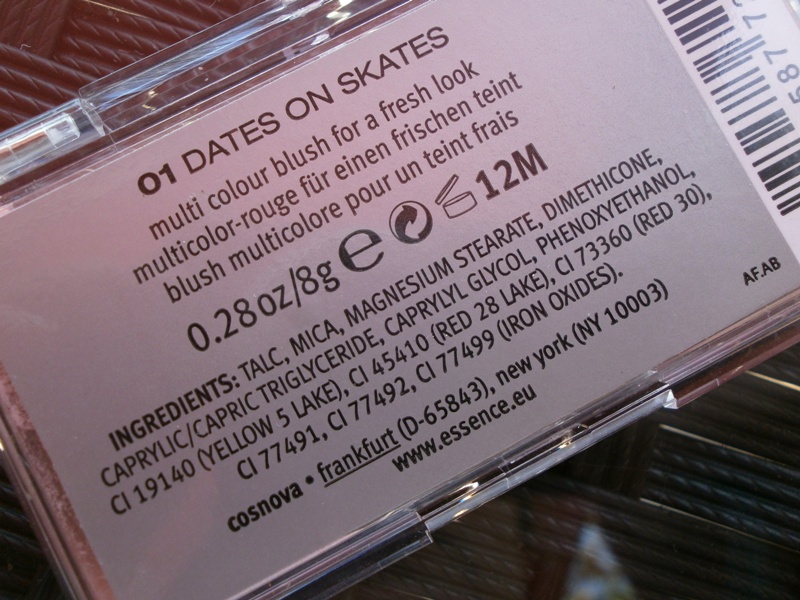 01 DATES ON SKATES
multi colour blush for a fresh look
multicolor-rouge für einen frischen teint
blush multicolore pour un teint frais
0.28oz/8g e 12M
INGREDIENTS: TALC, MICA, MAGNESIUM STEARATE, DIMETHICONE,
CAPRYLIC/CAPRIC TRIGLYCERIDE, CAPRYLYL GLYCOL, PHENOXYETHANOL,
CI 19140 (YELLOW 5 LAKE), CI 45410 (RED 28 LAKE), CI 73360 (RED 30),
CI 77491, CI 77492, CI 77499 (IRON OXIDES).
cosnova • frankfurt (D-65843), new york (NY 10003)
www.essence.eu
AF.AB